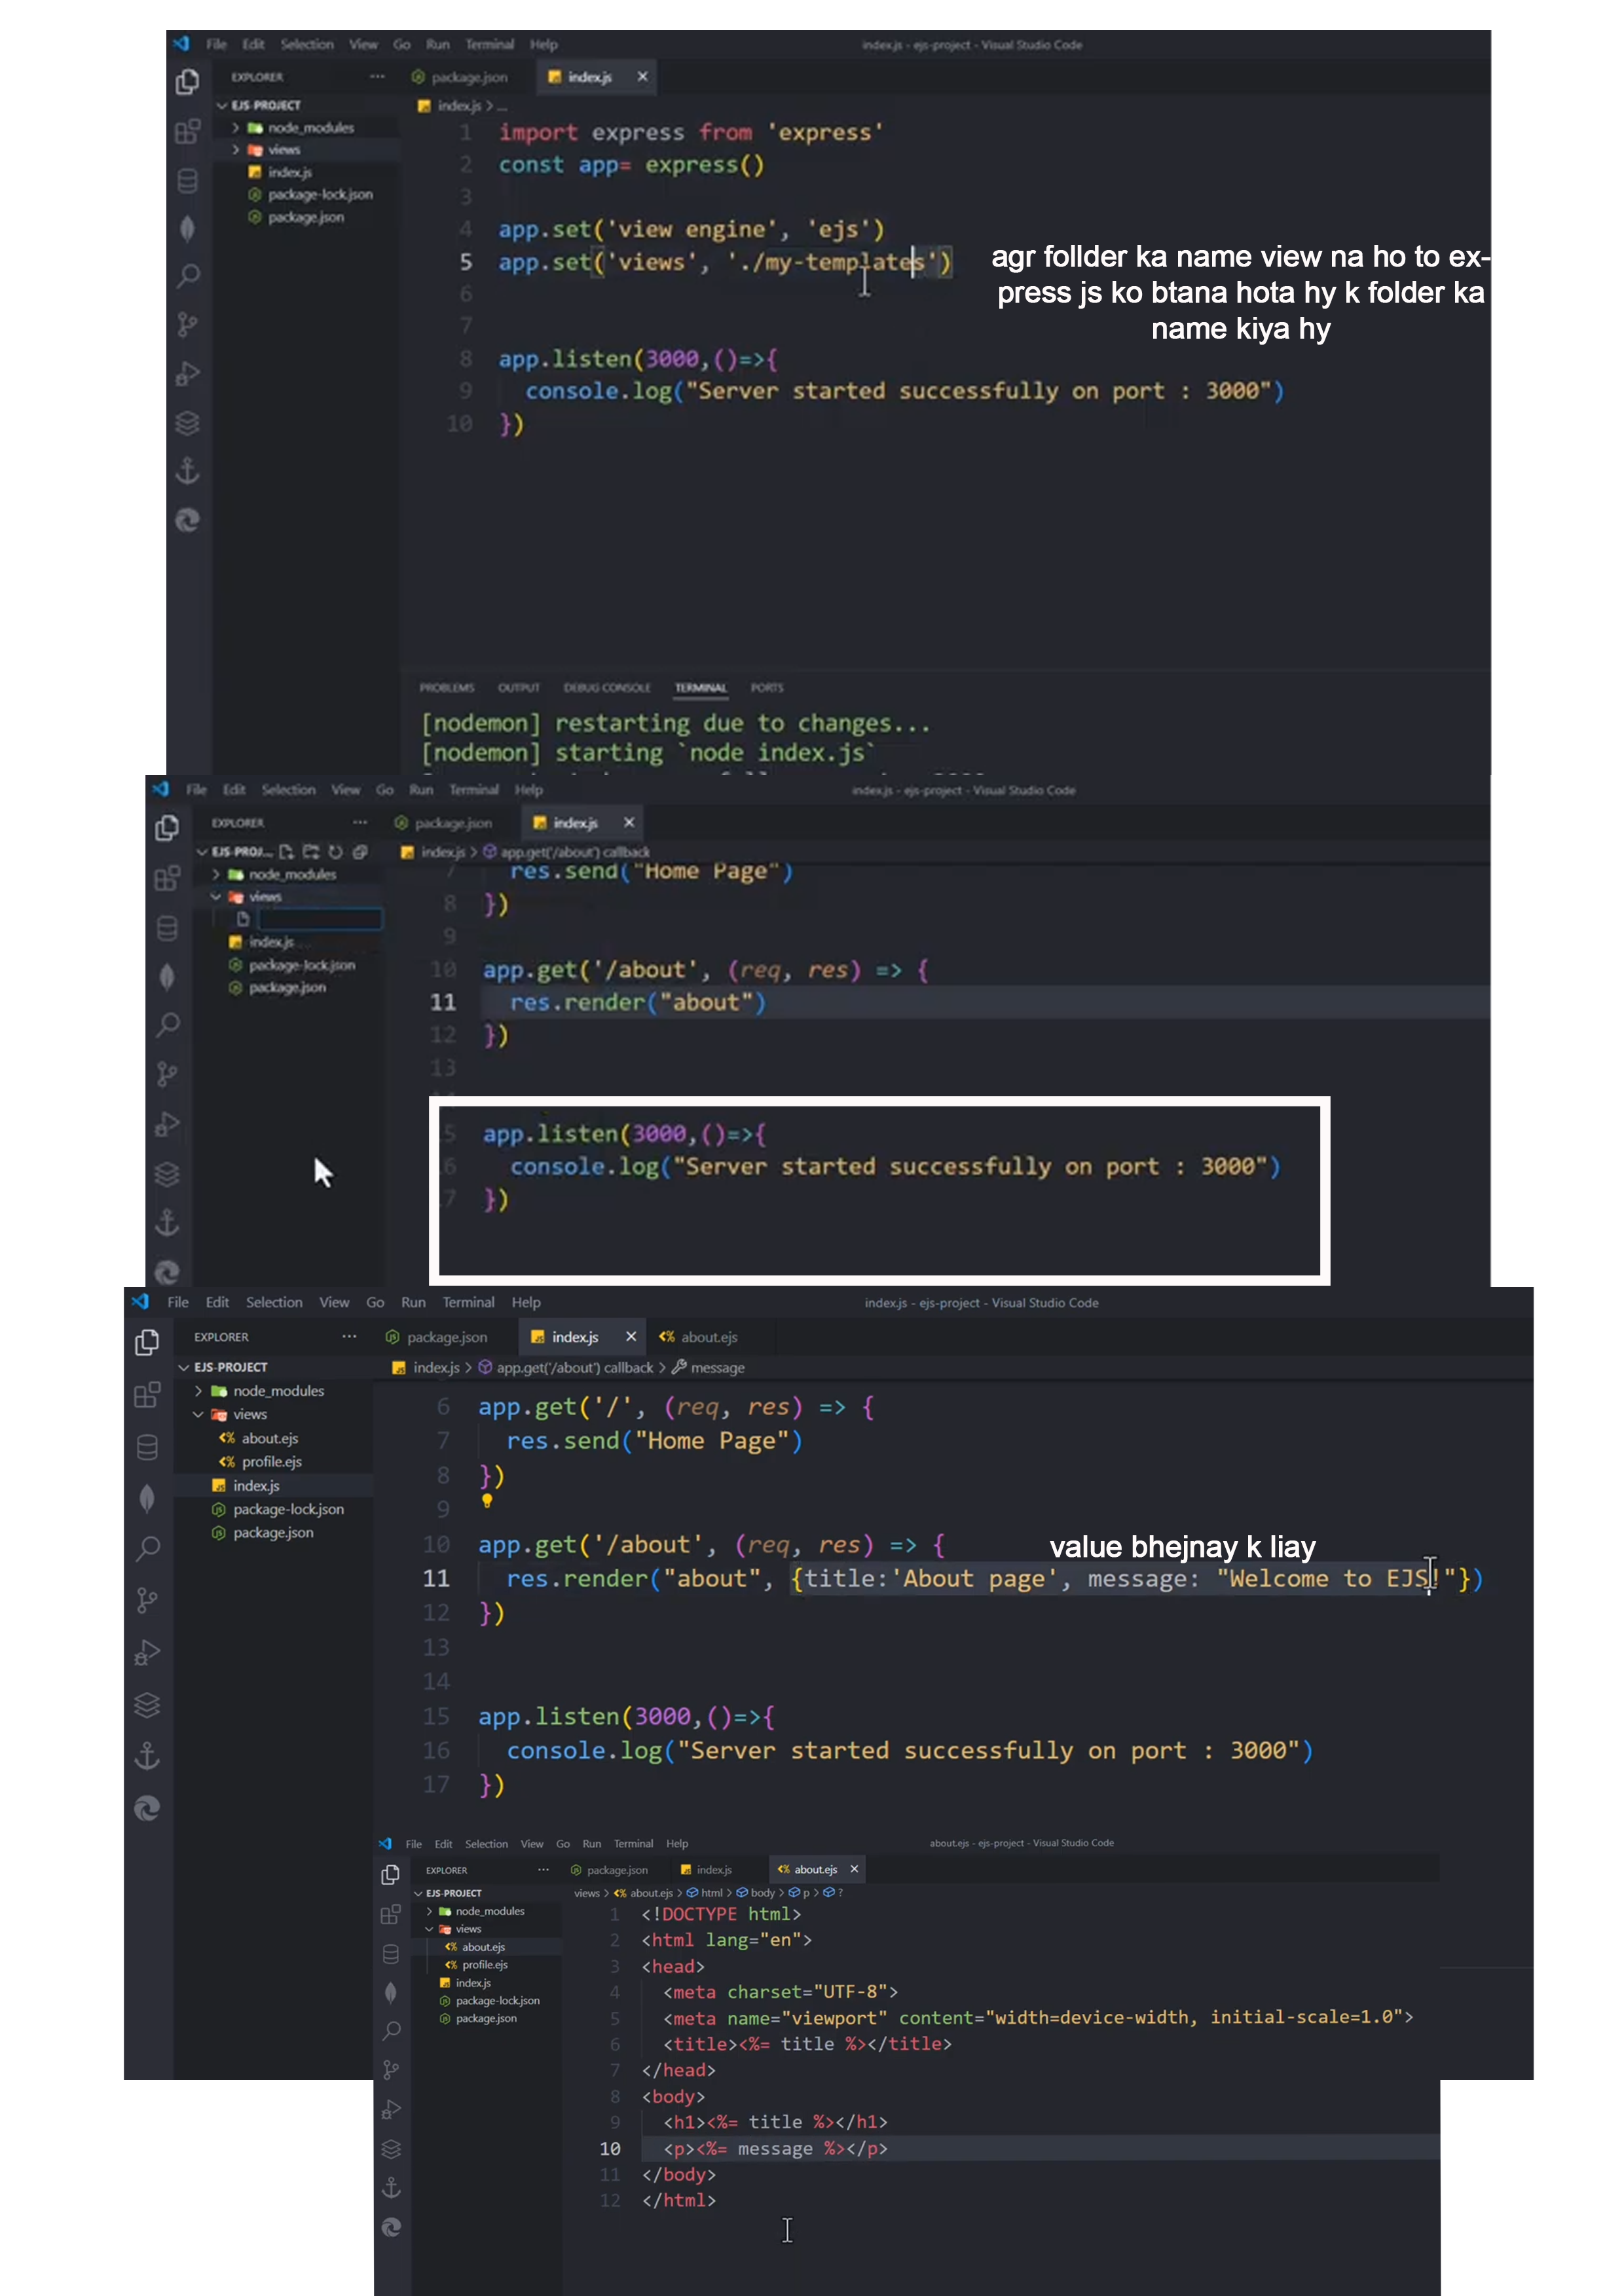 File Edit Selection View Go Run Terminal Help
index.js - ejs-project - Visual Studio Code
EXPLORER ...
package.json
index.js
EJS-PROJECT
index.js > ...
node_modules
views
index.js
package-lock.json
package.json
1 import express from 'express'
2 const app= express()
3
4 app.set('view engine', 'ejs')
5 app.set('views', './my-templates')
6
7
8 app.listen(3000,()=>{
9 console.log("Server started successfully on port : 3000")
10 })
agr follder ka name view na ho to ex-
press js ko btana hota hy k folder ka
name kiya hy
PROBLEMS OUTPUT DEBUG CONSOLE TERMINAL PORTS
[nodemon] restarting due to changes...
[nodemon] starting `node index.js`
File Edit Selection View Go Run Terminal Help
index.js - ejs-project - Visual Studio Code
EXPLORER ...
package.json
index.js
EJS-PROJ...
index.js > app.get('/about') callback
node_modules
views
index.js
package-lock.json
package.json
7 res.send("Home Page")
8 })
9
10 app.get('/about', (req, res) => {
11 res.render("about")
12 })
13
5 app.listen(3000,()=>{
6 console.log("Server started successfully on port : 3000")
7 })
File Edit Selection View Go Run Terminal Help
index.js - ejs-project - Visual Studio Code
EXPLORER ...
package.json
index.js
about.ejs
EJS-PROJECT
index.js > app.get('/about') callback > message
node_modules
views
about.ejs
profile.ejs
index.js
package-lock.json
package.json
6 app.get('/', (req, res) => {
7 res.send("Home Page")
8 })
9
10 app.get('/about', (req, res) => {
value bhejnay k liay
11 res.render("about", {title:'About page', message: "Welcome to EJS!"})
12 })
13
14
15 app.listen(3000,()=>{
16 console.log("Server started successfully on port : 3000")
17 })
File Edit Selection View Go Run Terminal Help
about.ejs - ejs-project - Visual Studio Code
EXPLORER ...
package.json
index.js
about.ejs
EJS-PROJECT
views > about.ejs > html > body > p > ?
node_modules
views
about.ejs
profile.ejs
index.js
package-lock.json
package.json
1 <!DOCTYPE html>
2 <html lang="en">
3 <head>
4 <meta charset="UTF-8">
5 <meta name="viewport" content="width=device-width, initial-scale=1.0">
6 <title><%= title %></title>
7 </head>
8 <body>
9 <h1><%= title %></h1>
10 <p><%= message %></p>
11 </body>
12 </html>